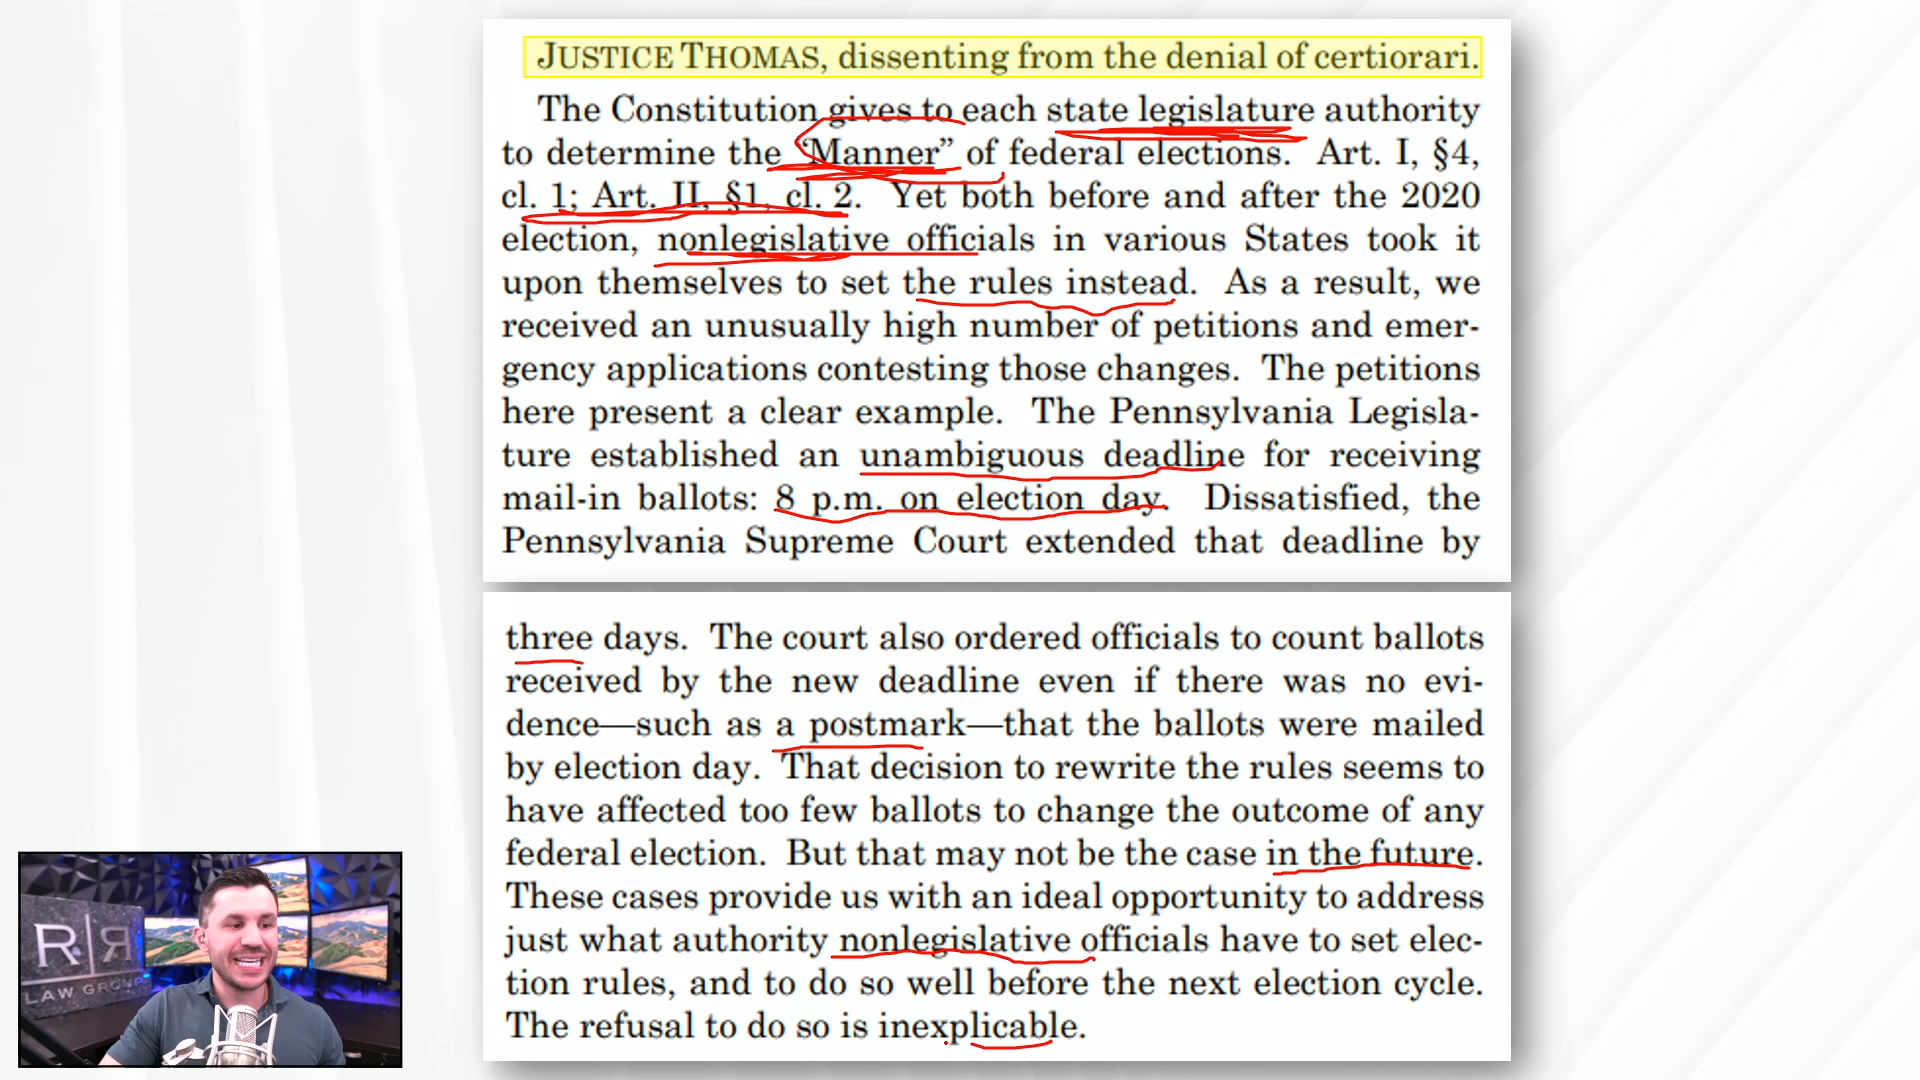 JUSTICE THOMAS, dissenting from the denial of certiorari.
The Constitution gives to each state legislature authority
to determine the “Manner” of federal elections. Art. I, §4,
cl. 1; Art. II, §1, cl. 2. Yet both before and after the 2020
election, nonlegislative officials in various States took it
upon themselves to set the rules instead. As a result, we
received an unusually high number of petitions and emer-
gency applications contesting those changes. The petitions
here present a clear example. The Pennsylvania Legisla-
ture established an unambiguous deadline for receiving
mail-in ballots: 8 p.m. on election day. Dissatisfied, the
Pennsylvania Supreme Court extended that deadline by
three days. The court also ordered officials to count ballots
received by the new deadline even if there was no evi-
dence—such as a postmark—that the ballots were mailed
by election day. That decision to rewrite the rules seems to
have affected too few ballots to change the outcome of any
federal election. But that may not be the case in the future.
These cases provide us with an ideal opportunity to address
just what authority nonlegislative officials have to set elec-
tion rules, and to do so well before the next election cycle.
The refusal to do so is inexplicable.
R|R
LAW GROUP